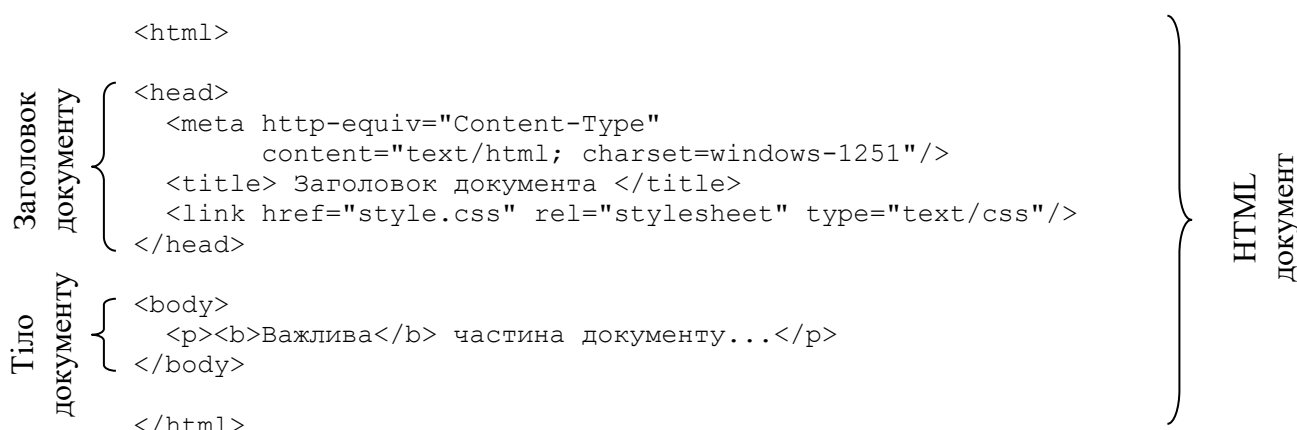 <html>
Заголовок
документу
<head>
<meta http-equiv="Content-Type"
content="text/html; charset=windows-1251"/>
<title> Заголовок документа </title>
<link href="style.css" rel="stylesheet" type="text/css"/>
</head>
Тіло
документу
<body>
<p><b>Важлива</b> частина документу...</p>
</body>
</html>
HTML
документ